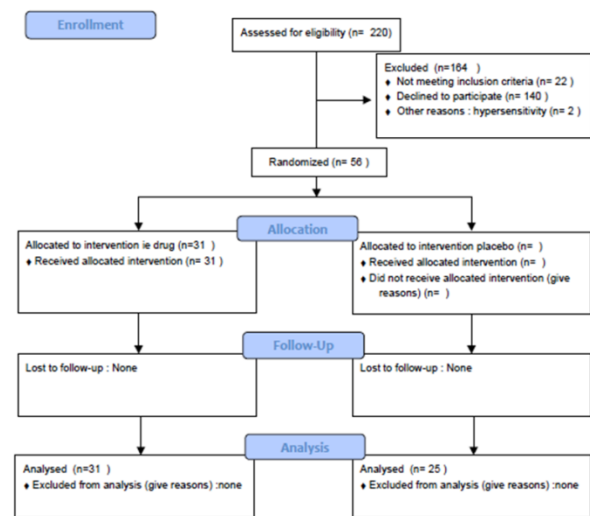 Enrollment
Assessed for eligibility (n= 220)
Excluded (n=164 )
♦ Not meeting inclusion criteria (n= 22 )
♦ Declined to participate (n= 140 )
♦ Other reasons : hypersensitivity (n= 2 )
Randomized (n= 56 )
Allocation
Allocated to intervention ie drug (n=31 )
♦ Received allocated intervention (n= 31 )
Allocated to intervention placebo (n= )
♦ Received allocated intervention (n= )
♦ Did not receive allocated intervention (give
reasons) (n= )
Follow-Up
Lost to follow-up : None
Lost to follow-up : None
Analysis
Analysed (n=31 )
♦ Excluded from analysis (give reasons) :none
Analysed (n= 25 )
♦ Excluded from analysis (give reasons) :none